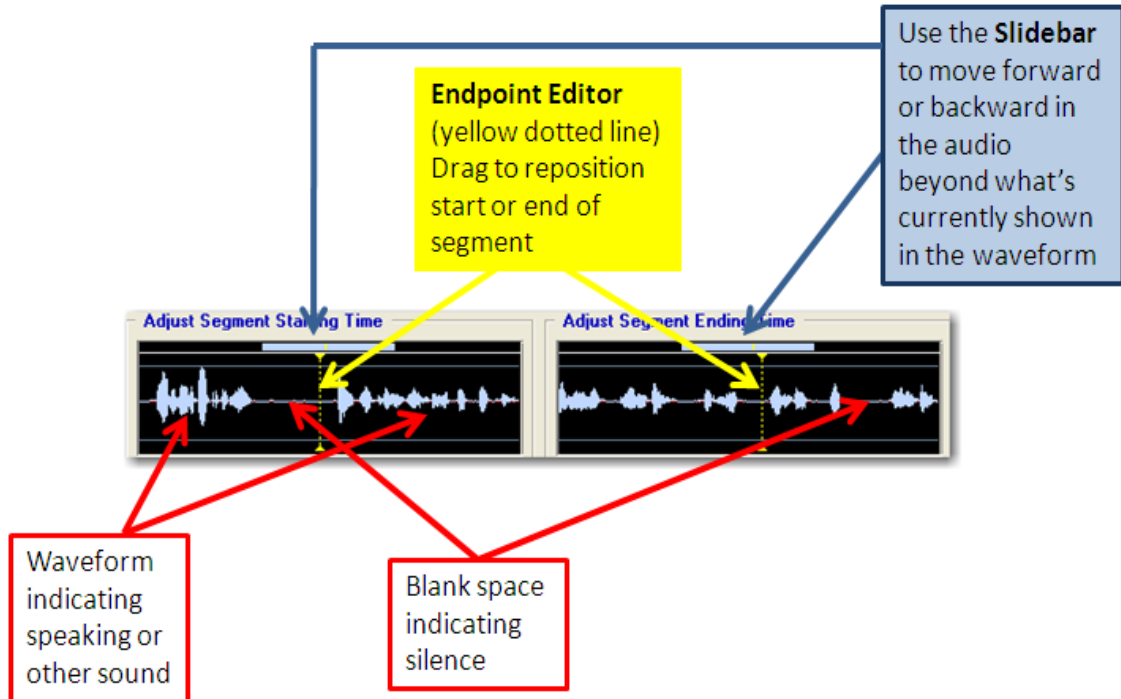 Use the Slidebar
to move forward
or backward in
the audio
beyond what's
currently shown
in the waveform
Endpoint Editor
(yellow dotted line)
Drag to reposition
start or end of
segment
Adjust Segment Starting Time
Adjust Segment Ending Time
Waveform
indicating
speaking or
other sound
Blank space
indicating
silence